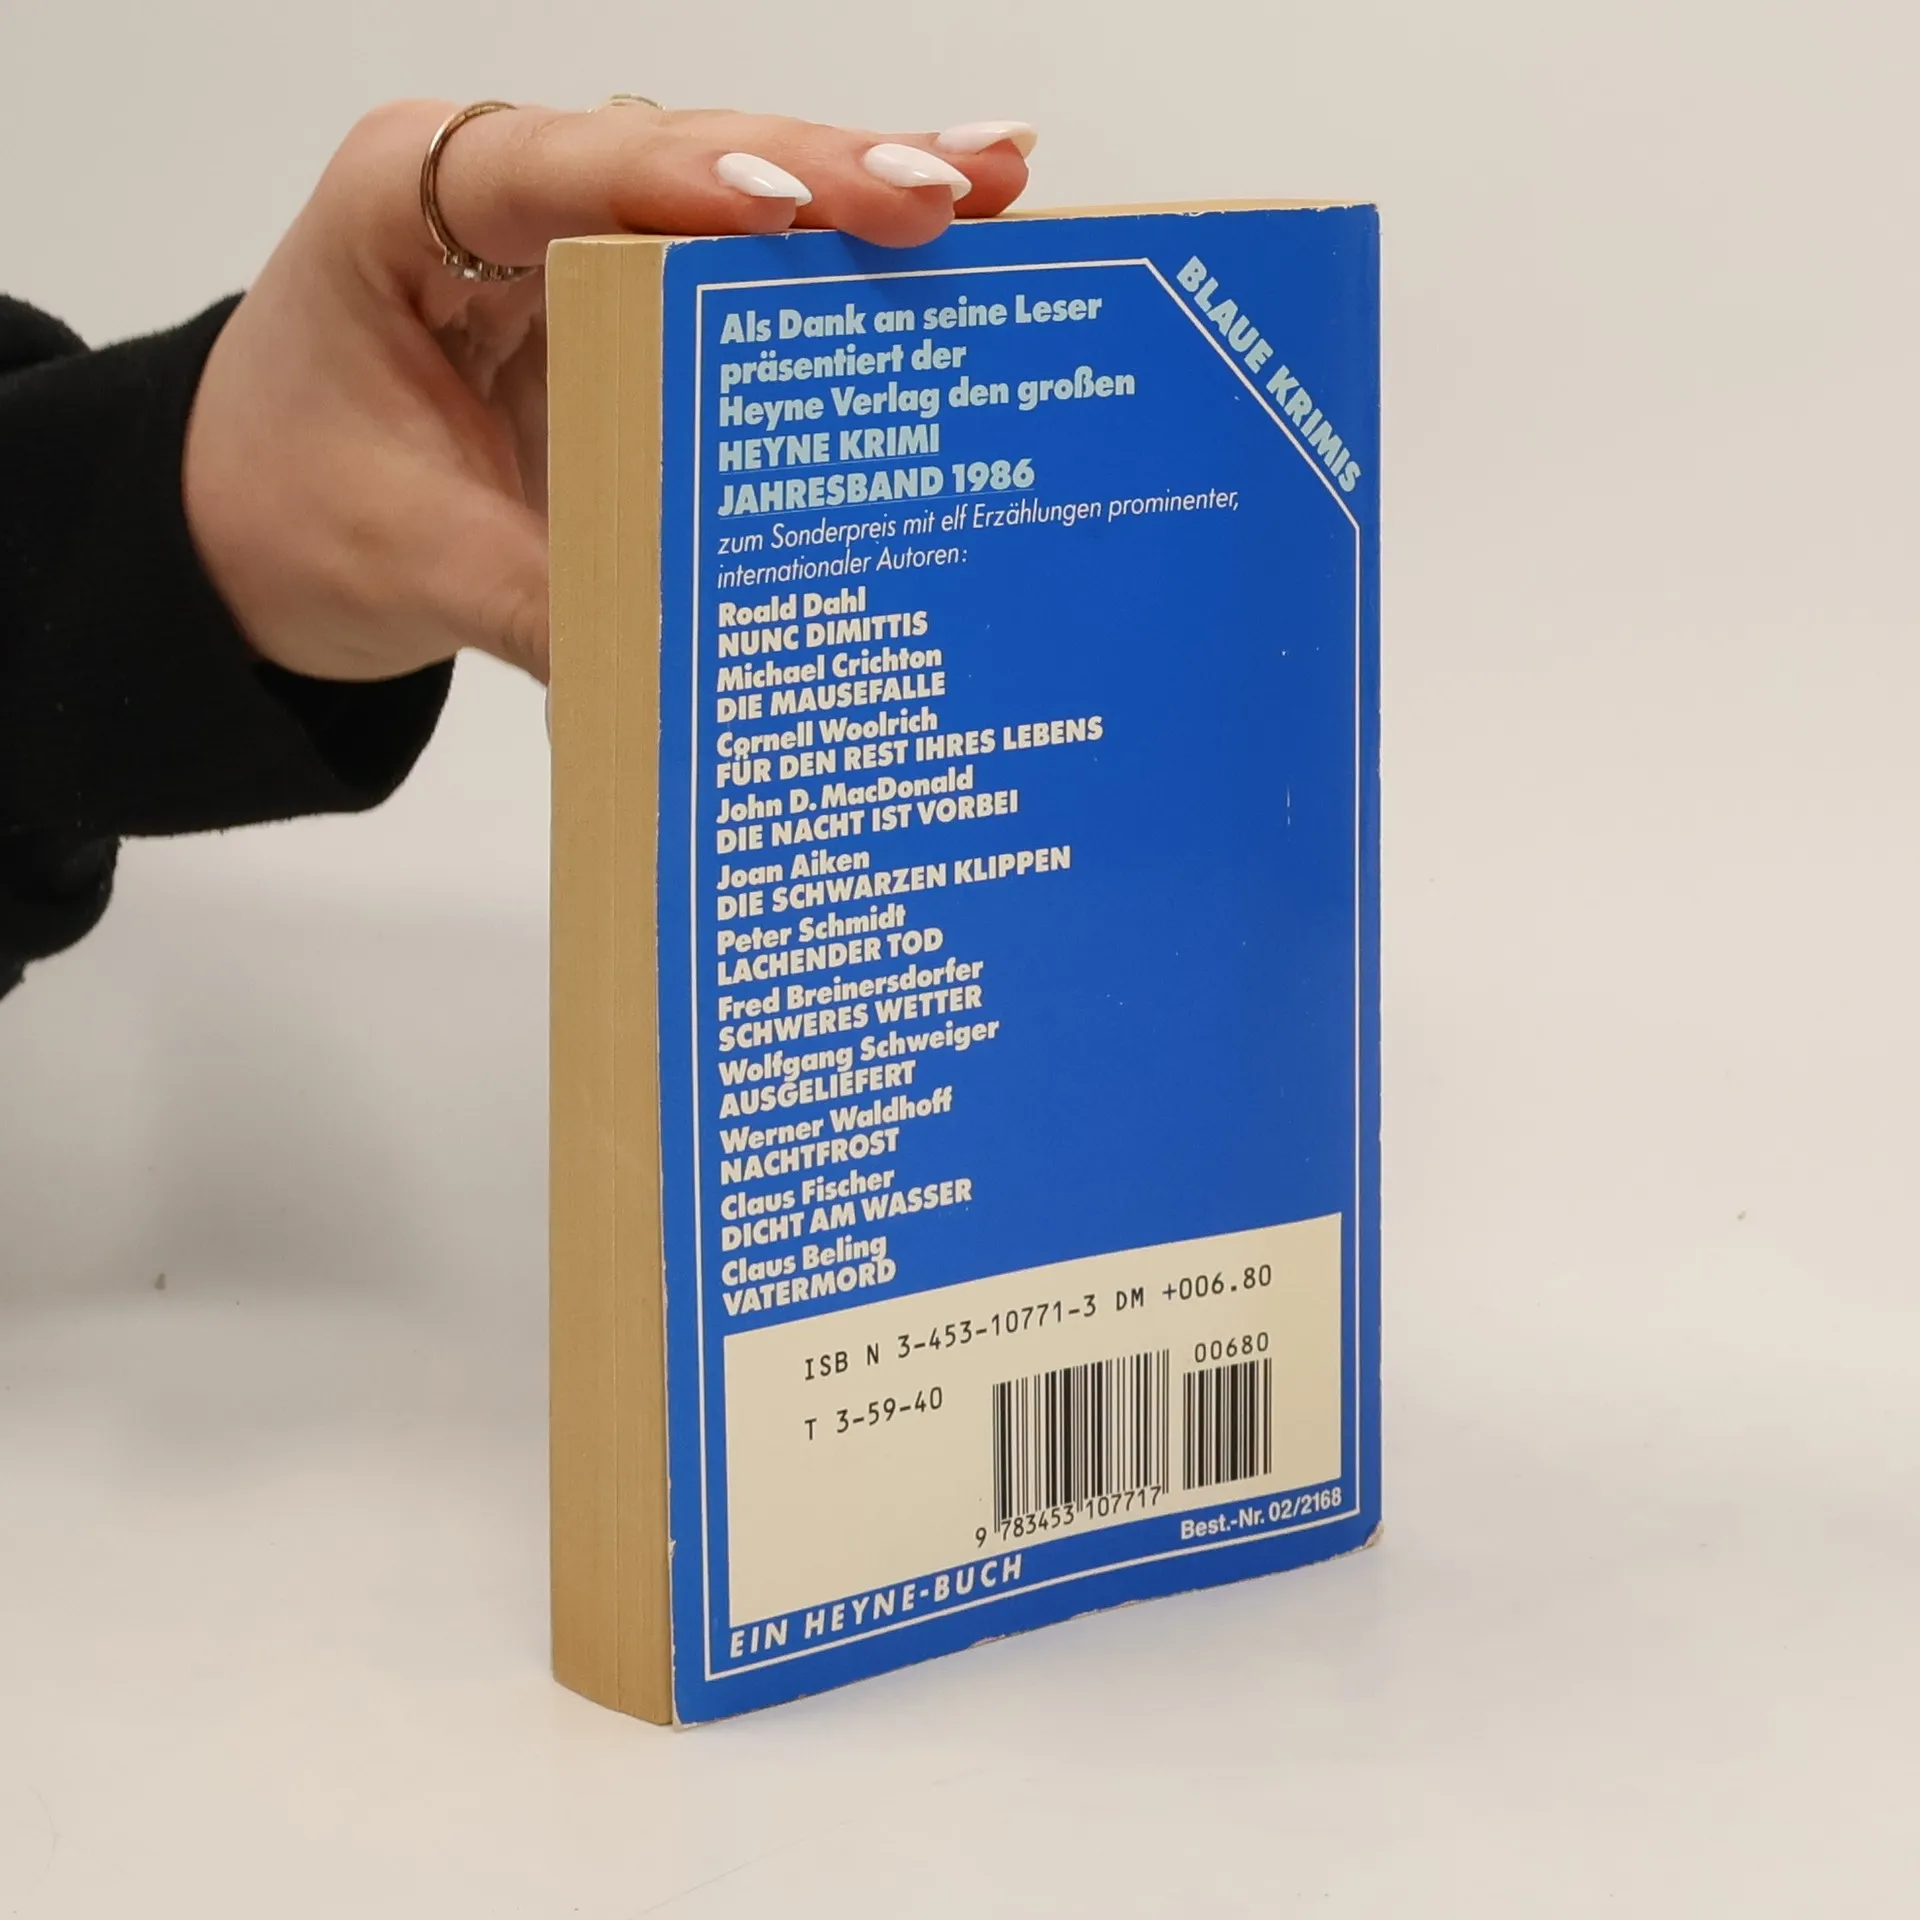 BLAUE KRIMIS
Als Dank an seine Leser
präsentiert der
Heyne Verlag den großen
HEYNE KRIMI
JAHRESBAND 1986
zum Sonderpreis mit elf Erzählungen prominenter,
internationaler Autoren:
Roald Dahl
NUNC DIMITTIS
Michael Crichton
DIE MAUSEFALLE
Cornell Woolrich
FÜR DEN REST IHRES LEBENS
John D. MacDonald
DIE NACHT IST VORBEI
Joan Aiken
DIE SCHWARZEN KLIPPEN
Peter Schmidt
LACHENDER TOD
Fred Breinersdorfer
SCHWERES WETTER
Wolfgang Schweiger
AUSGELIEFERT
Werner Waldhoff
NACHTFROST
Claus Fischer
DICHT AM WASSER
Claus Beling
VATERMORD
ISB N 3-453-10771-3 DM +006.80
00680
T 3-59-40
9 783453 107717
Best.-Nr. 02/2168
EIN HEYNE-BUCH